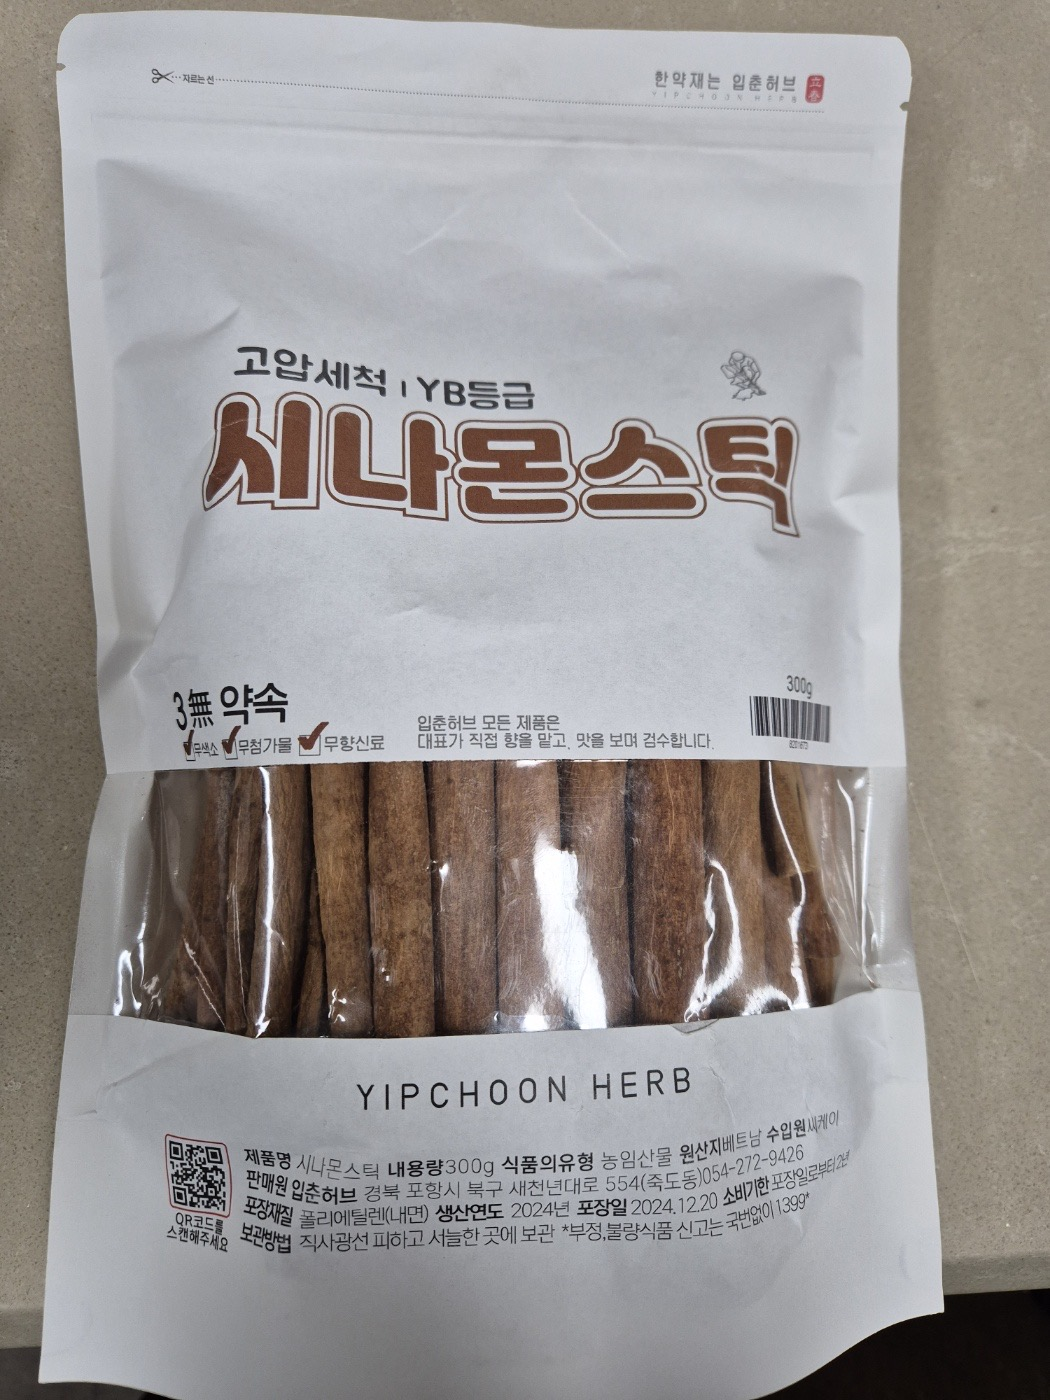 자르는 선
한약재는 입춘허브
YIPCHOON HERB
고압세척 | YB등급
시나몬스틱
3無 약속
무색소 무첨가물 무향신료
입춘허브 모든 제품은
대표가 직접 향을 맡고, 맛을 보며 검수합니다.
300g
YIPCHOON HERB
제품명 시나몬스틱 내용량 300g 식품의유형 농임산물 원산지 베트남 수입원 씨케이
판매원 입춘허브 경북 포항시 북구 새천년대로 554(죽도동)054-272-9426
포장재질 폴리에틸렌(내면) 생산연도 2024년 포장일 2024.12.20 소비기한 포장일로부터 2년
보관방법 직사광선 피하고 서늘한 곳에 보관 *부정,불량식품 신고는 국번없이 1399*
QR코드를
스캔해주세요